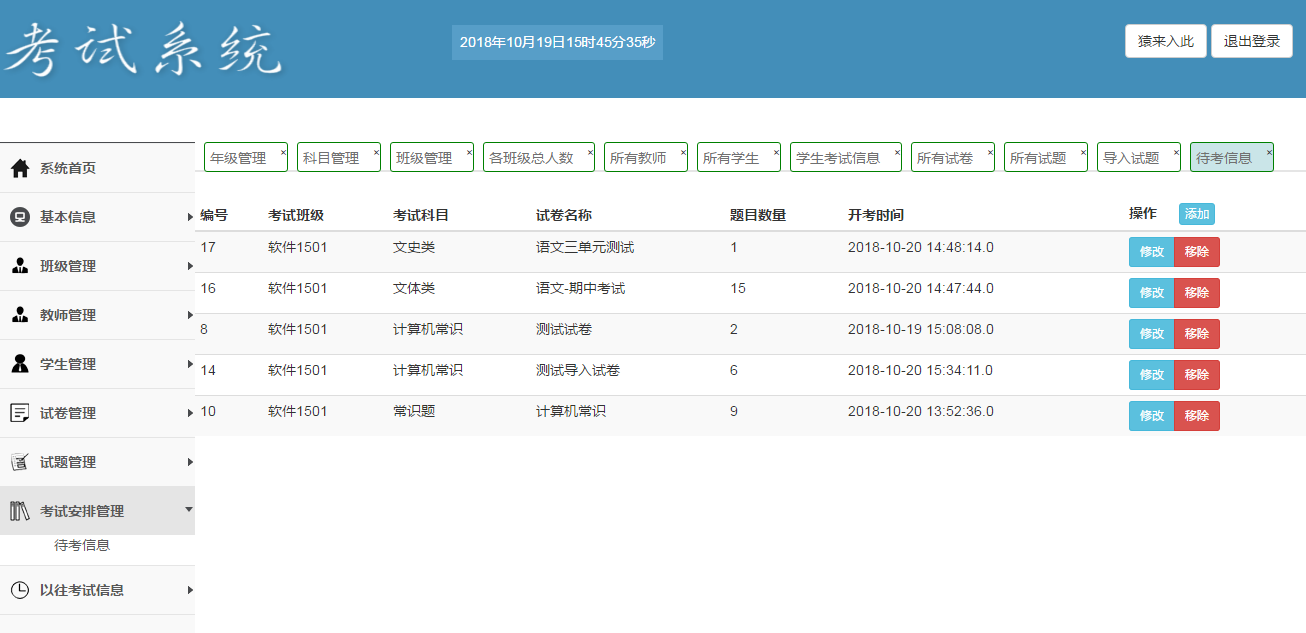 考试系统
2018年10月19日15时45分35秒
猿来入此 退出登录
年级管理 × 科目管理 × 班级管理 × 各班级总人数 × 所有教师 × 所有学生 × 学生考试信息 × 所有试卷 × 所有试题 × 导入试题 × 待考信息 ×
系统首页
基本信息
班级管理
教师管理
学生管理
试卷管理
试题管理
考试安排管理
待考信息
以往考试信息
编号 考试班级 考试科目 试卷名称 题目数量 开考时间 操作 添加
17 软件1501 文史类 语文三单元测试 1 2018-10-20 14:48:14.0 修改 移除
16 软件1501 文体类 语文-期中考试 15 2018-10-20 14:47:44.0 修改 移除
8 软件1501 计算机常识 测试试卷 2 2018-10-19 15:08:08.0 修改 移除
14 软件1501 计算机常识 测试导入试卷 6 2018-10-20 15:34:11.0 修改 移除
10 软件1501 常识题 计算机常识 9 2018-10-20 13:52:36.0 修改 移除